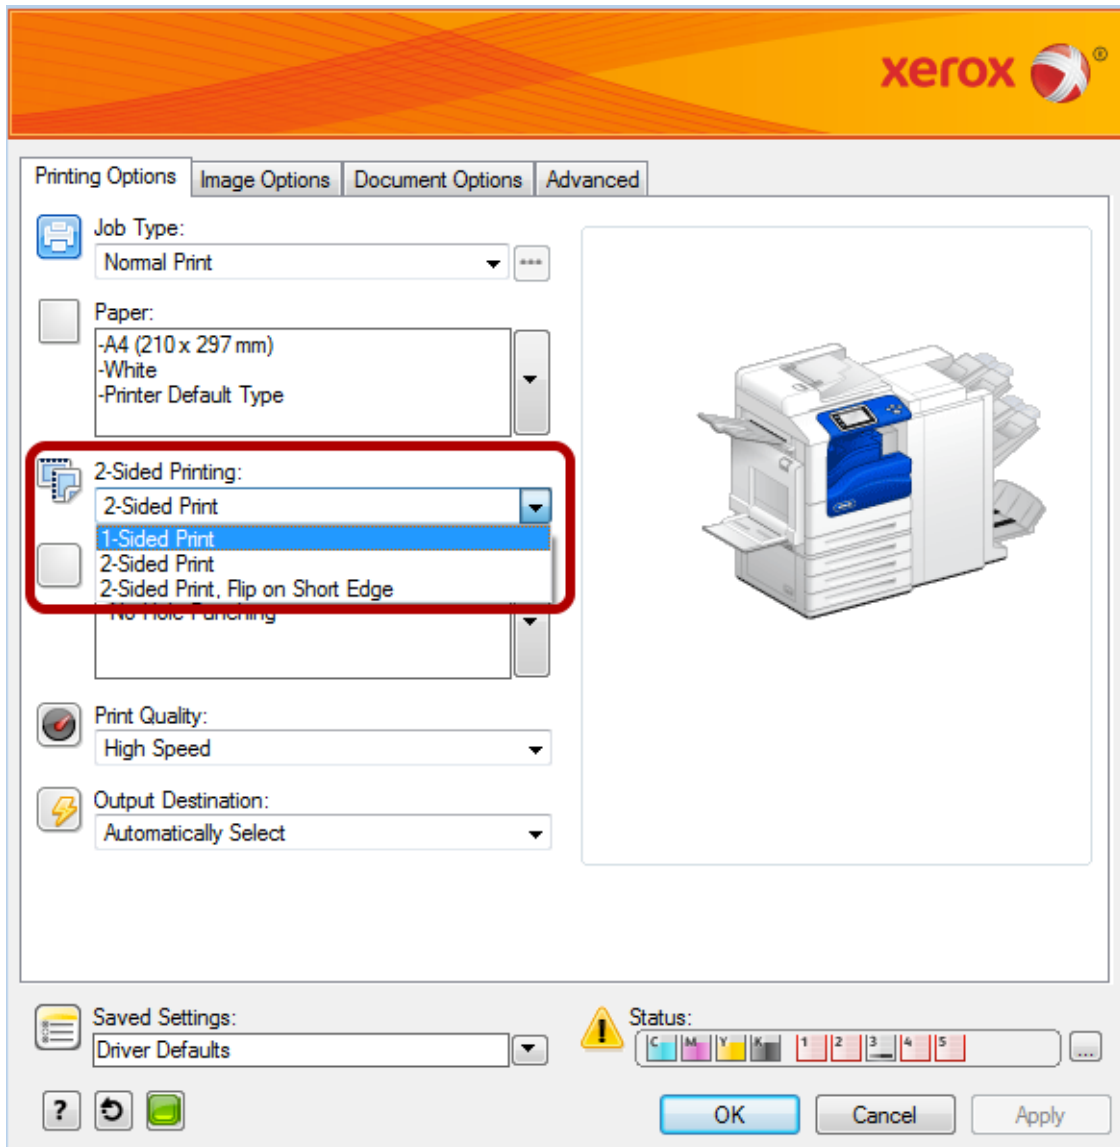 xerox ®
Printing Options Image Options Document Options Advanced
Job Type:
Normal Print
Paper:
-A4 (210 x 297 mm)
-White
-Printer Default Type
2-Sided Printing:
2-Sided Print
1-Sided Print
2-Sided Print
2-Sided Print, Flip on Short Edge
-No Hole Punching
Print Quality:
High Speed
Output Destination:
Automatically Select
Saved Settings:
Driver Defaults
Status:
C M Y K 1 2 3 4 5 ...
? OK Cancel Apply